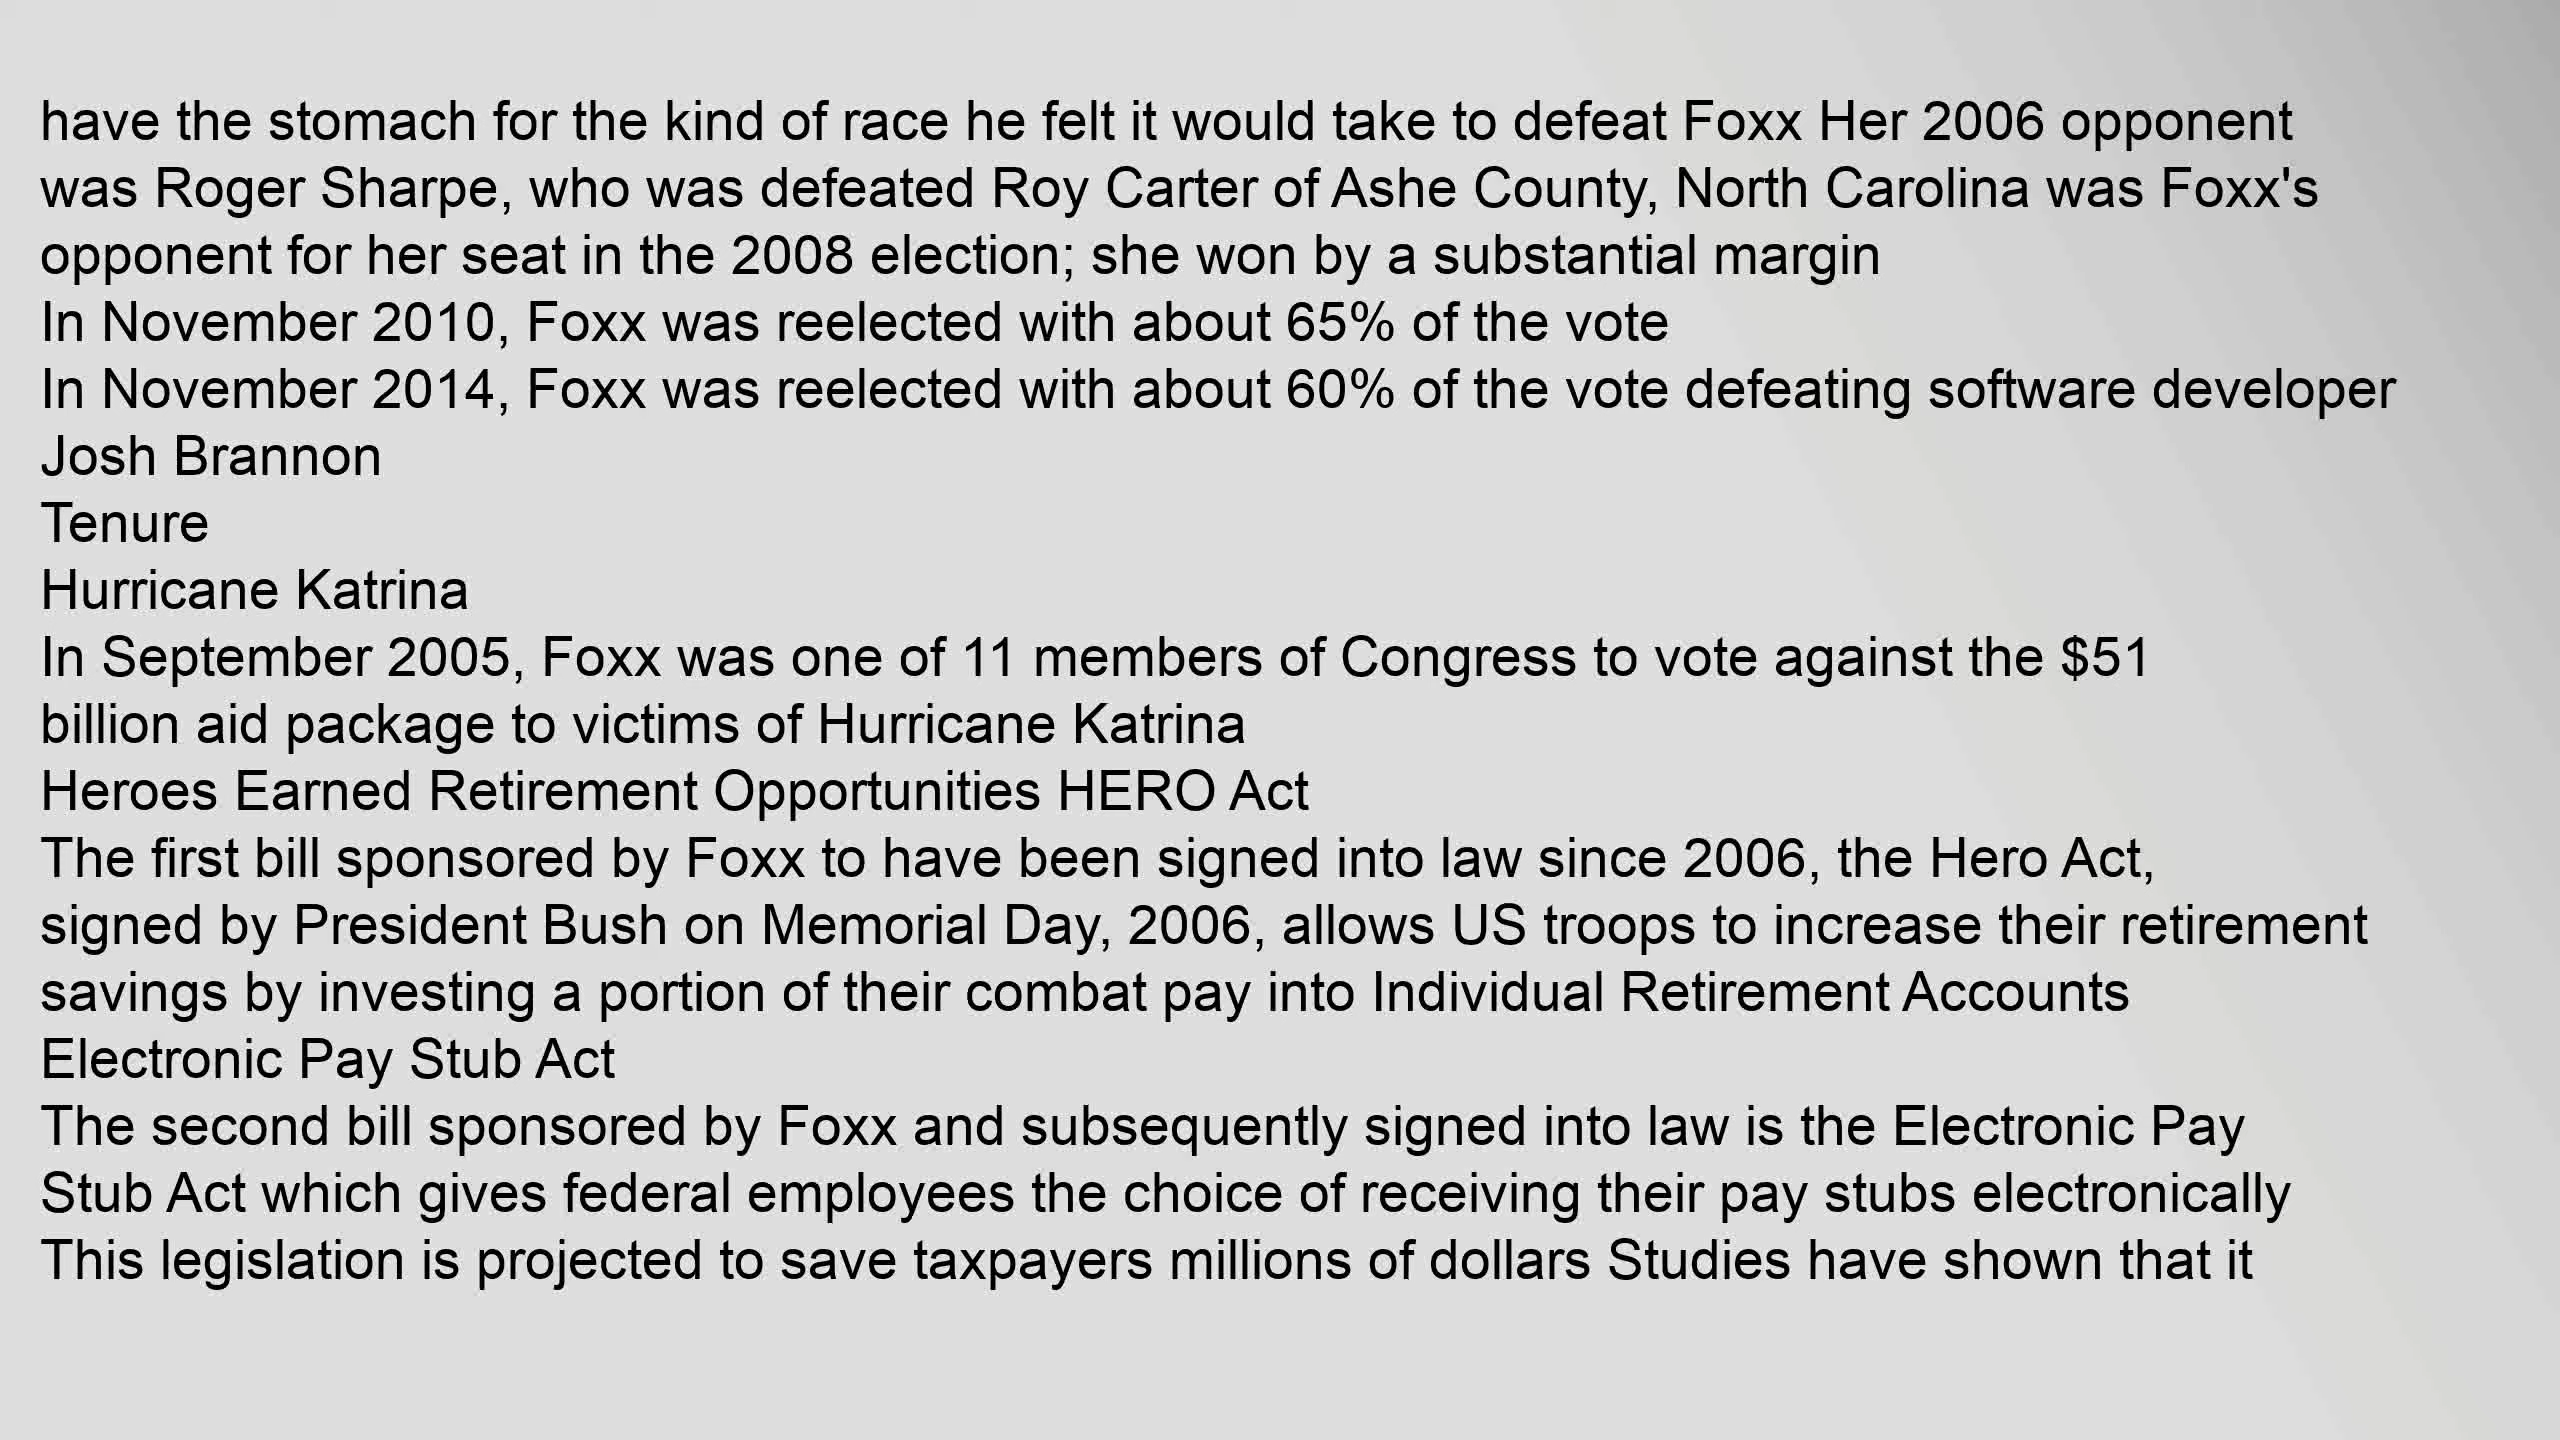 have the stomach for the kind of race he felt it would take to defeat Foxx Her 2006 opponent
was Roger Sharpe, who was defeated Roy Carter of Ashe County, North Carolina was Foxx's
opponent for her seat in the 2008 election; she won by a substantial margin
In November 2010, Foxx was reelected with about 65% of the vote
In November 2014, Foxx was reelected with about 60% of the vote defeating software developer
Josh Brannon
Tenure
Hurricane Katrina
In September 2005, Foxx was one of 11 members of Congress to vote against the $51
billion aid package to victims of Hurricane Katrina
Heroes Earned Retirement Opportunities HERO Act
The first bill sponsored by Foxx to have been signed into law since 2006, the Hero Act,
signed by President Bush on Memorial Day, 2006, allows US troops to increase their retirement
savings by investing a portion of their combat pay into Individual Retirement Accounts
Electronic Pay Stub Act
The second bill sponsored by Foxx and subsequently signed into law is the Electronic Pay
Stub Act which gives federal employees the choice of receiving their pay stubs electronically
This legislation is projected to save taxpayers millions of dollars Studies have shown that it